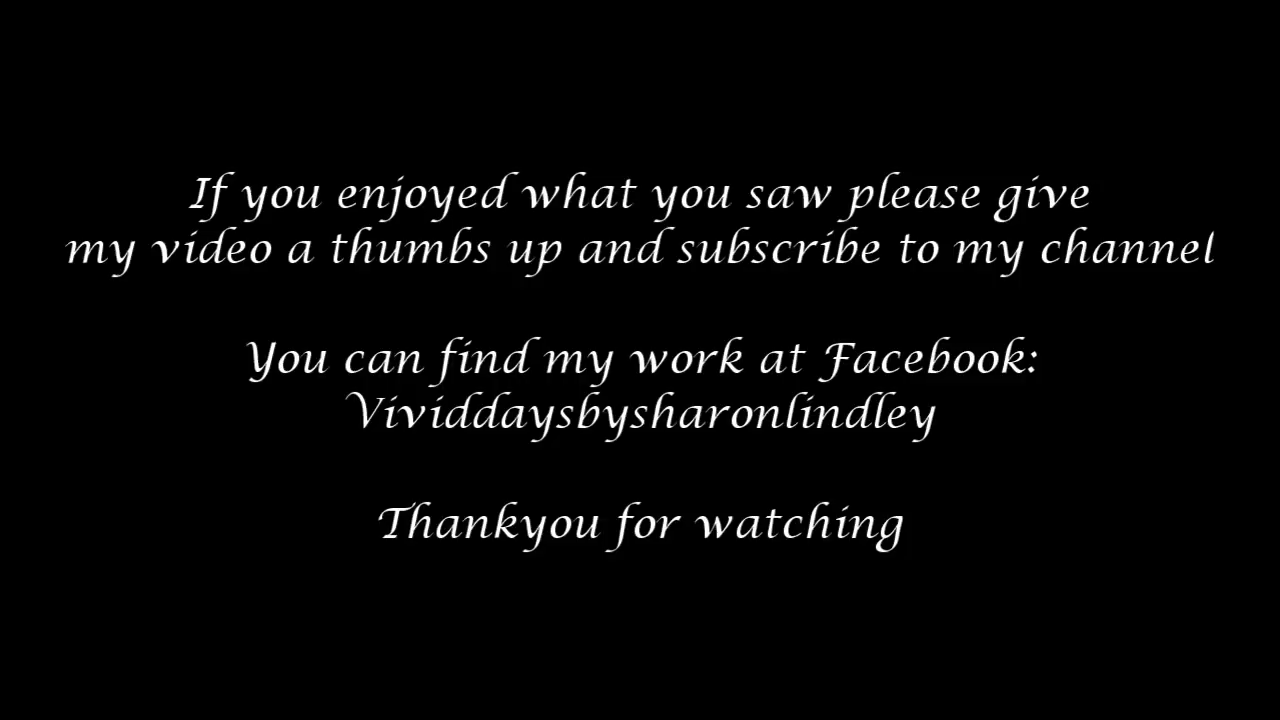 If you enjoyed what you saw please give
my video a thumbs up and subscribe to my channel
You can find my work at Facebook:
Vividdaysbysharonlindley
Thankyou for watching